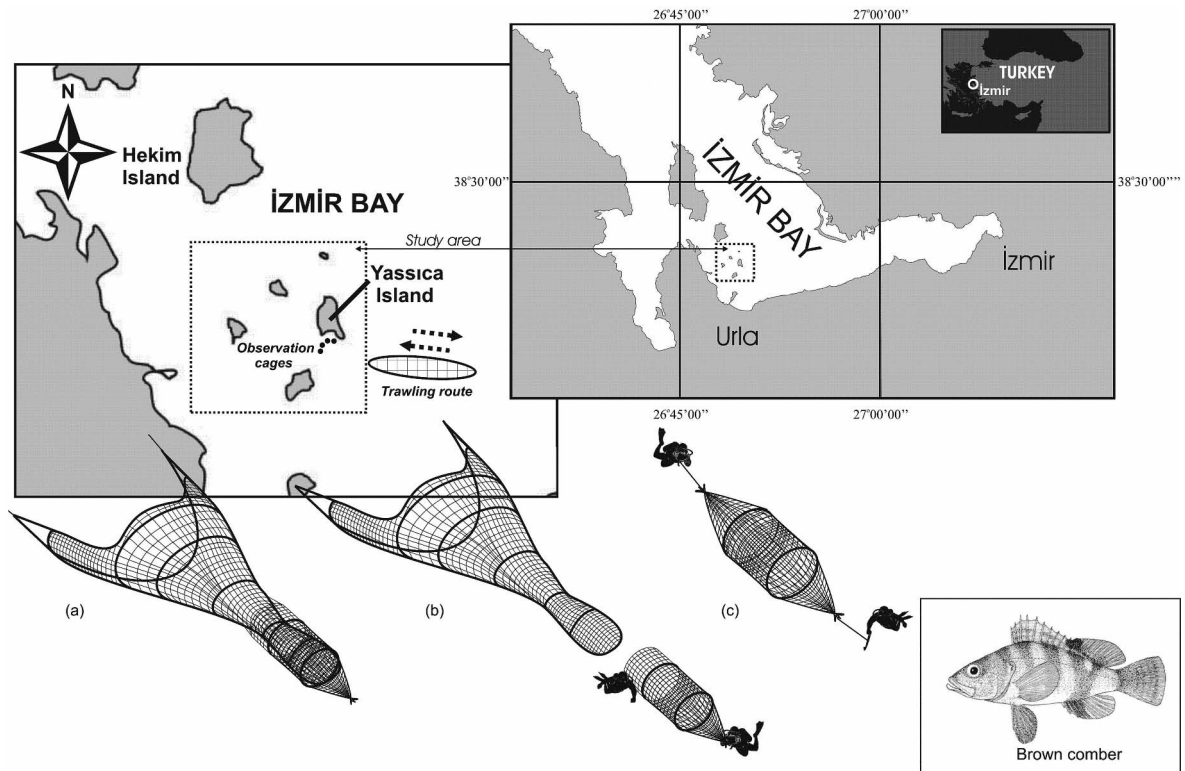 26°45'00''
27°00'00''
TURKEY
İzmir
N
Hekim
Island
İZMİR BAY
İZMİR BAY
38°30'00''
38°30'00''''
Study area
Yassıca
Island
İzmir
Observation
cages
Trawling route
Urla
26°45'00''
27°00'00''
(a)
(b)
(c)
Brown comber